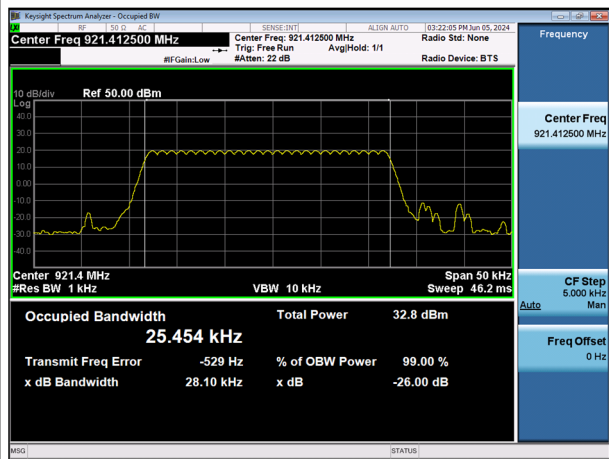 Keysight Spectrum Analyzer - Occupied BW
RF 50 Ω AC SENSE:INT ALIGN AUTO 03:22:05 PM Jun 05, 2024
Center Freq 921.412500 MHz Center Freq: 921.412500 MHz Radio Std: None Frequency
Trig: Free Run Avg|Hold: 1/1
#IFGain:Low #Atten: 22 dB Radio Device: BTS
10 dB/div Ref 50.00 dBm
Log
40.0
30.0
20.0
10.0
0.00
-10.0
-20.0
-30.0
-40.0
Center 921.4 MHz Span 50 kHz
#Res BW 1 kHz VBW 10 kHz Sweep 46.2 ms
Occupied Bandwidth Total Power 32.8 dBm
25.454 kHz
Transmit Freq Error -529 Hz % of OBW Power 99.00 %
x dB Bandwidth 28.10 kHz x dB -26.00 dB
Center Freq
921.412500 MHz
CF Step
5.000 kHz
Auto Man
Freq Offset
0 Hz
MSG STATUS